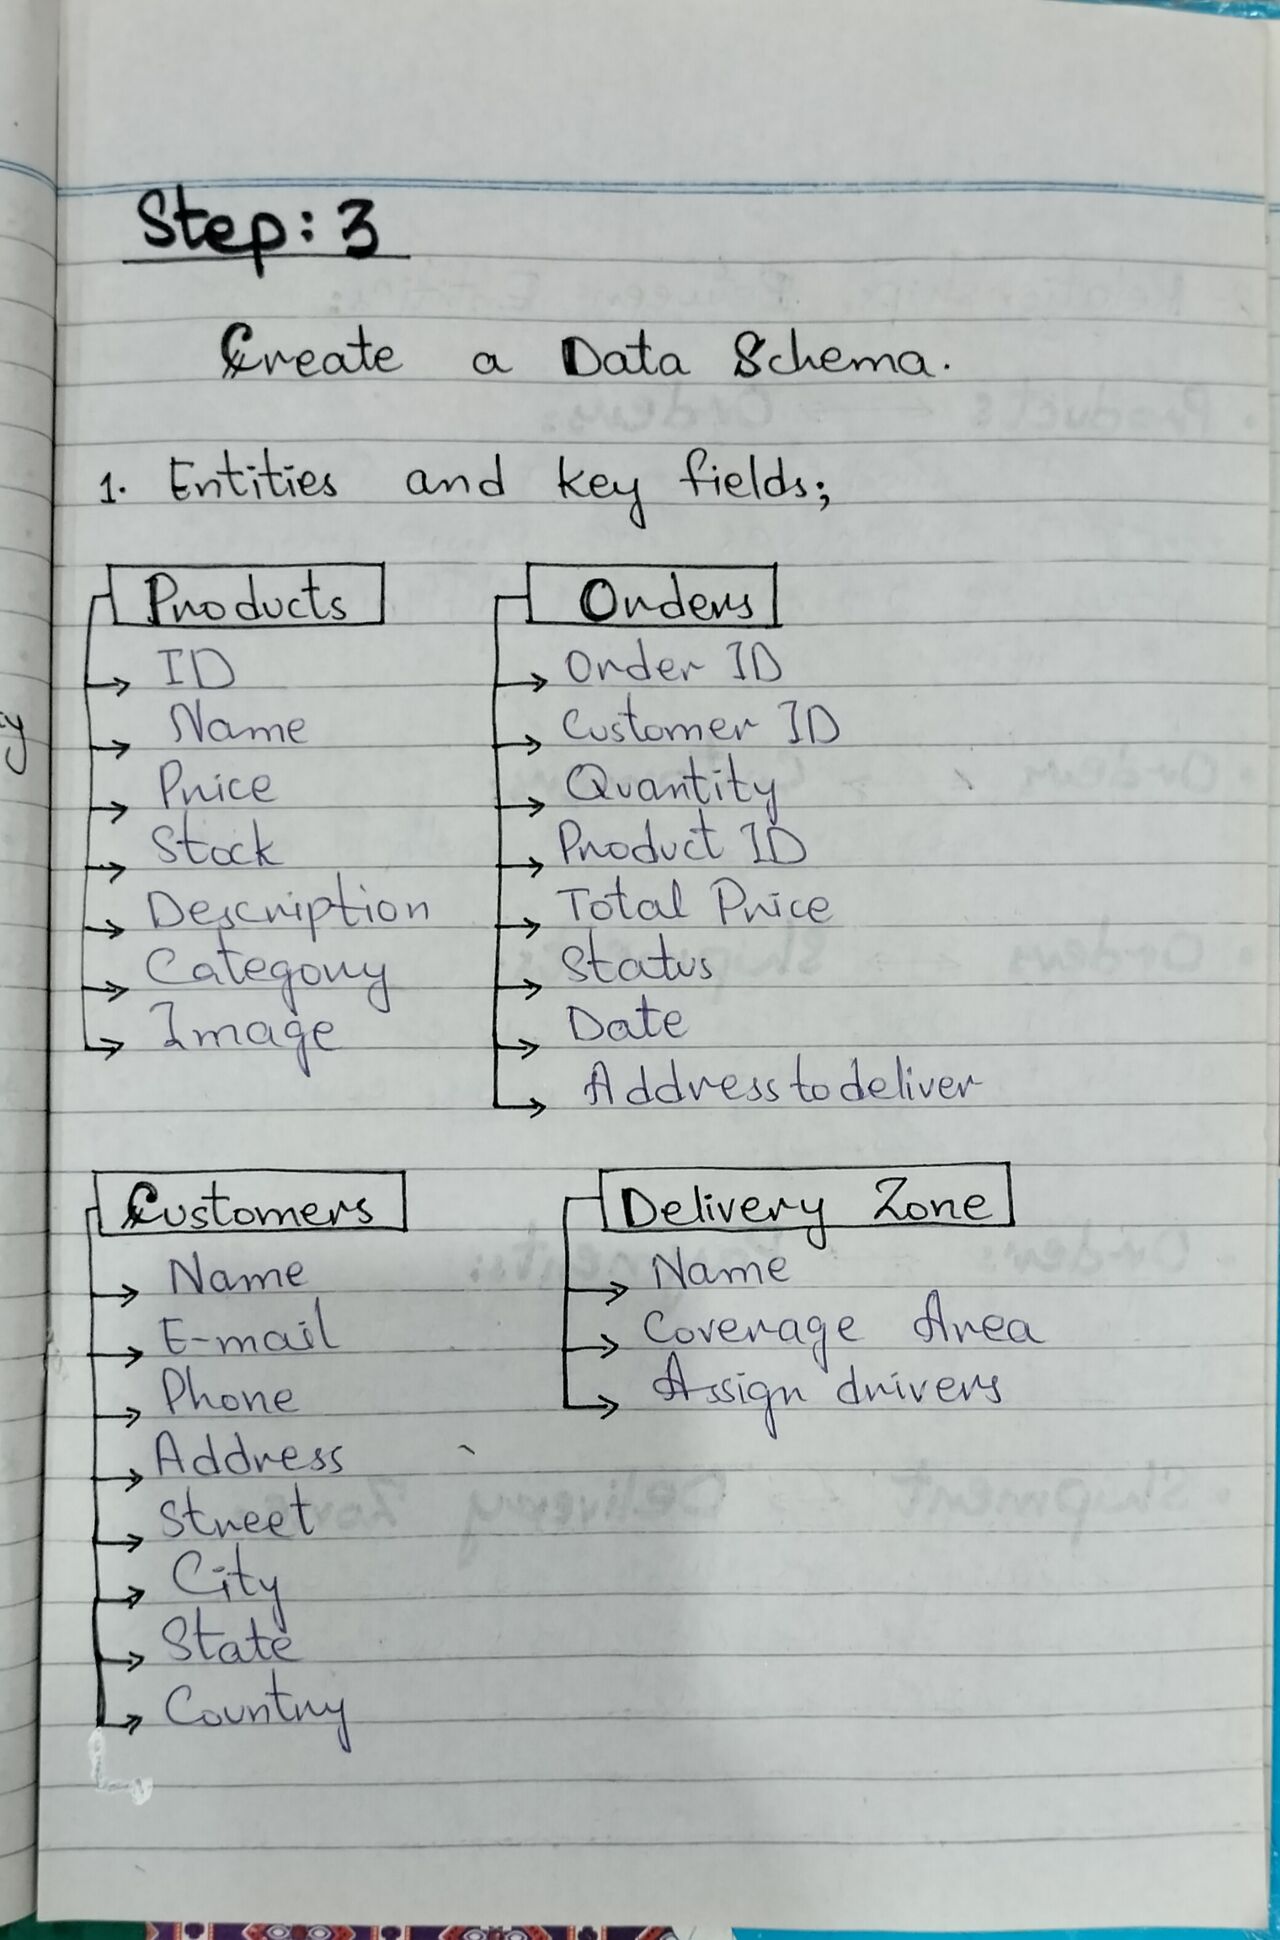 Step: 3
Create a Data Schema.
1. Entities and key fields;
Products
ID
Name
Price
Stock
Description
Category
Image
Orders
Order ID
Customer ID
Quantity
Product ID
Total Price
Status
Date
Address to deliver
Customers
Name
E-mail
Phone
Address
Street
City
State
Country
Delivery Zone
Name
Coverage Area
Assign drivers